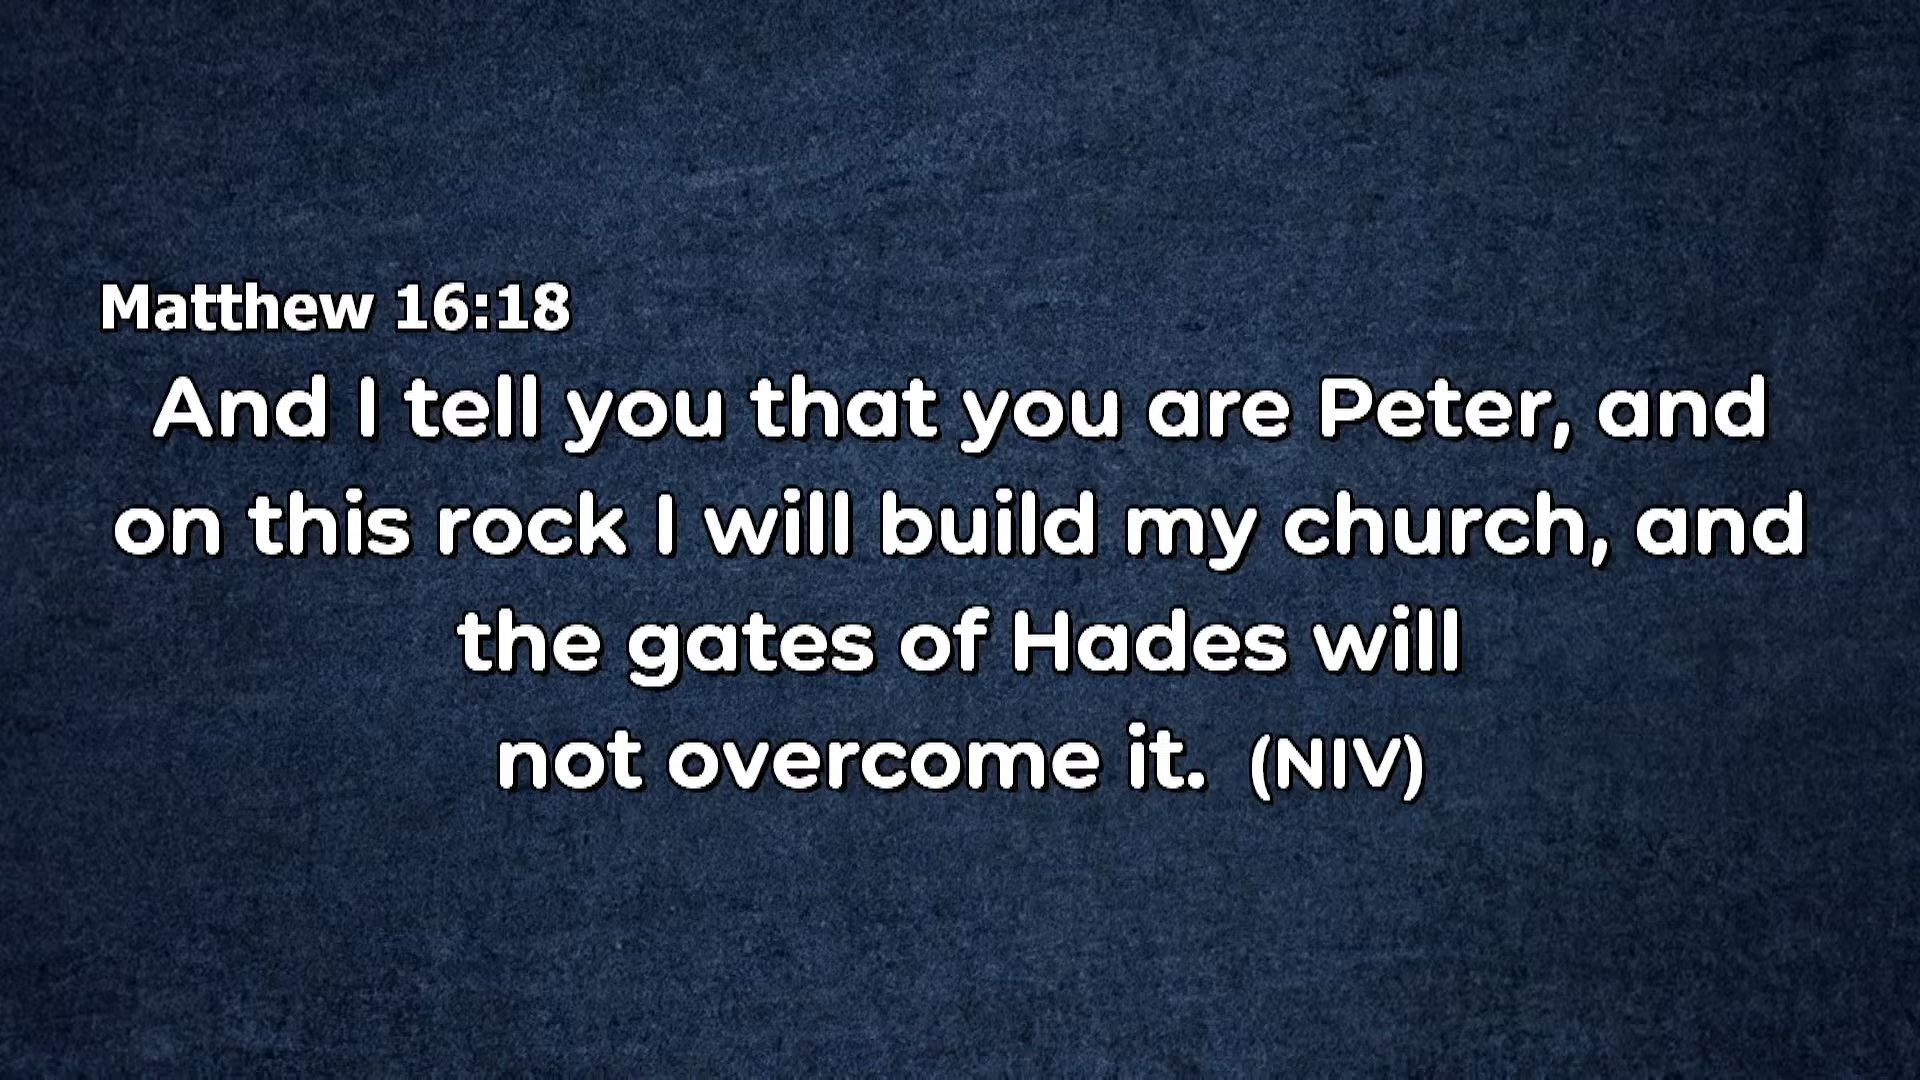 Matthew 16:18
And I tell you that you are Peter, and
on this rock I will build my church, and
the gates of Hades will
not overcome it. (NIV)